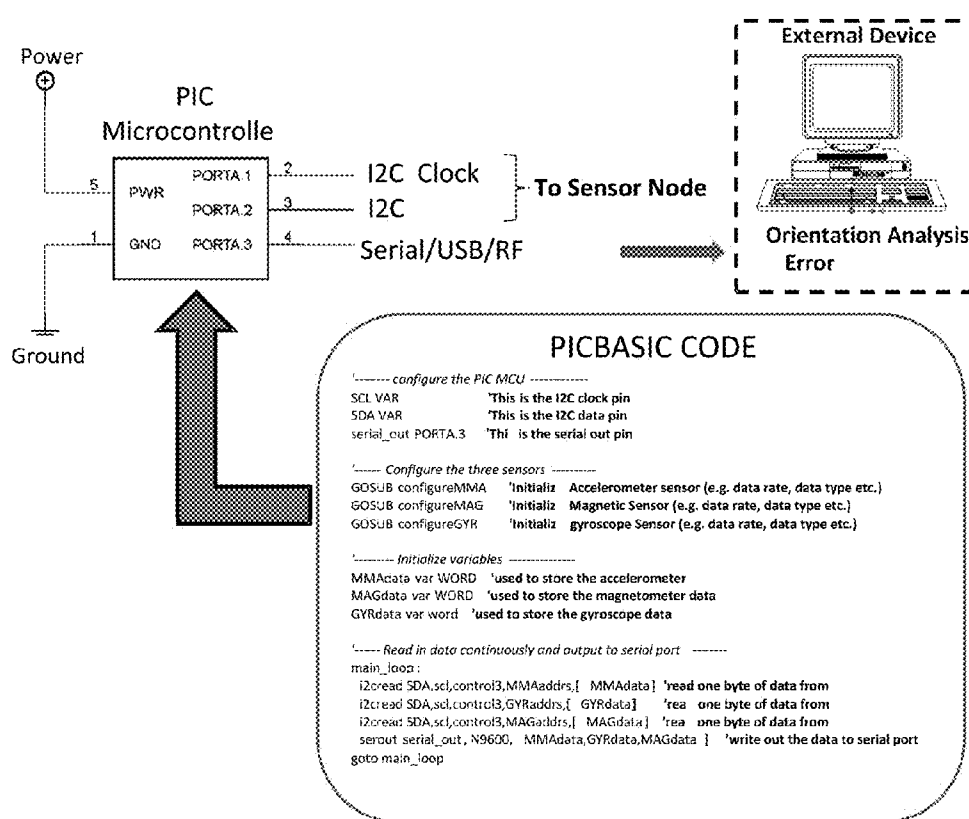 External Device
Power
PIC
Microcontrolle
5 PWR PORTA.1 2 I2C Clock
PORTA.2 3 I2C
To Sensor Node
1 GND PORTA.3 4 Serial/USB/RF
Orientation Analysis
Error
Ground
PICBASIC CODE
'------- configure the PIC MCU ------------
SCL VAR 'This is the I2C clock pin
SDA VAR 'This is the I2C data pin
serial_out PORTA.3 'Thi is the serial out pin
'------ Configure the three sensors ----------
GOSUB configureMMA 'Initializ Accelerometer sensor (e.g. data rate, data type etc.)
GOSUB configureMAG 'Initializ Magnetic Sensor (e.g. data rate, data type etc.)
GOSUB configureGYR 'Initializ gyroscope Sensor (e.g. data rate, data type etc.)
'--------- Initialize variables ---------------
MMAdata var WORD 'used to store the accelerometer
MAGdata var WORD 'used to store the magnetometer data
GYRdata var word 'used to store the gyroscope data
'------ Read in data continuously and output to serial port -------
main_loop:
i2cread SDA,scl,control3,MMAaddrs,[ MMAdata] 'read one byte of data from
i2cread SDA,scl,control3,GYRaddrs,[ GYRdata] 'rea one byte of data from
i2cread SDA,scl,control3,MAGaddrs,[ MAGdata] 'rea one byte of data from
serout serial_out, N9600, MMAdata,GYRdata,MAGdata ] 'write out the data to serial port
goto main_loop